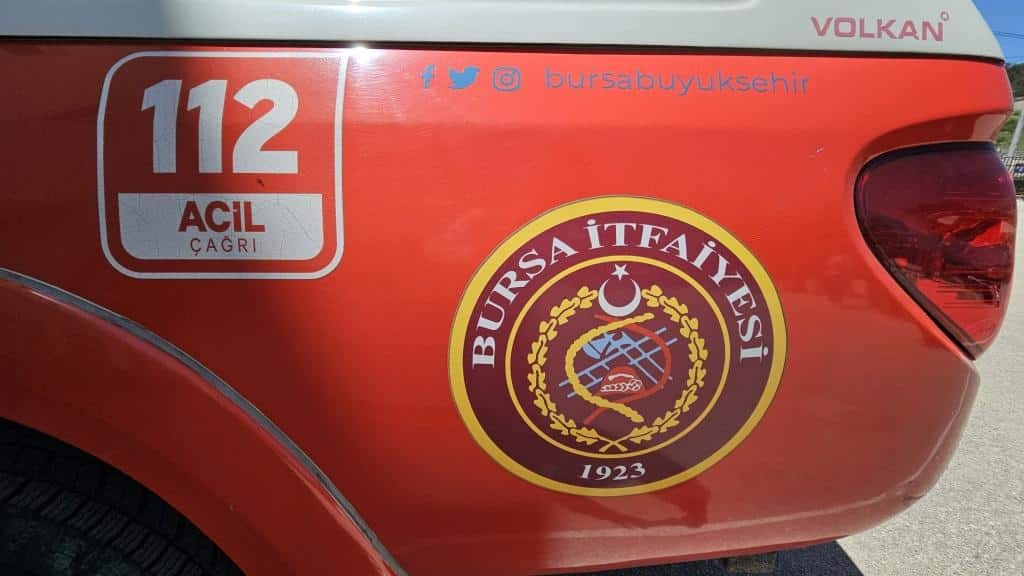 VOLKAN
112
ACİL
ÇAĞRI
bursabuyuksehir
BURSA İTFAİYESİ
1923